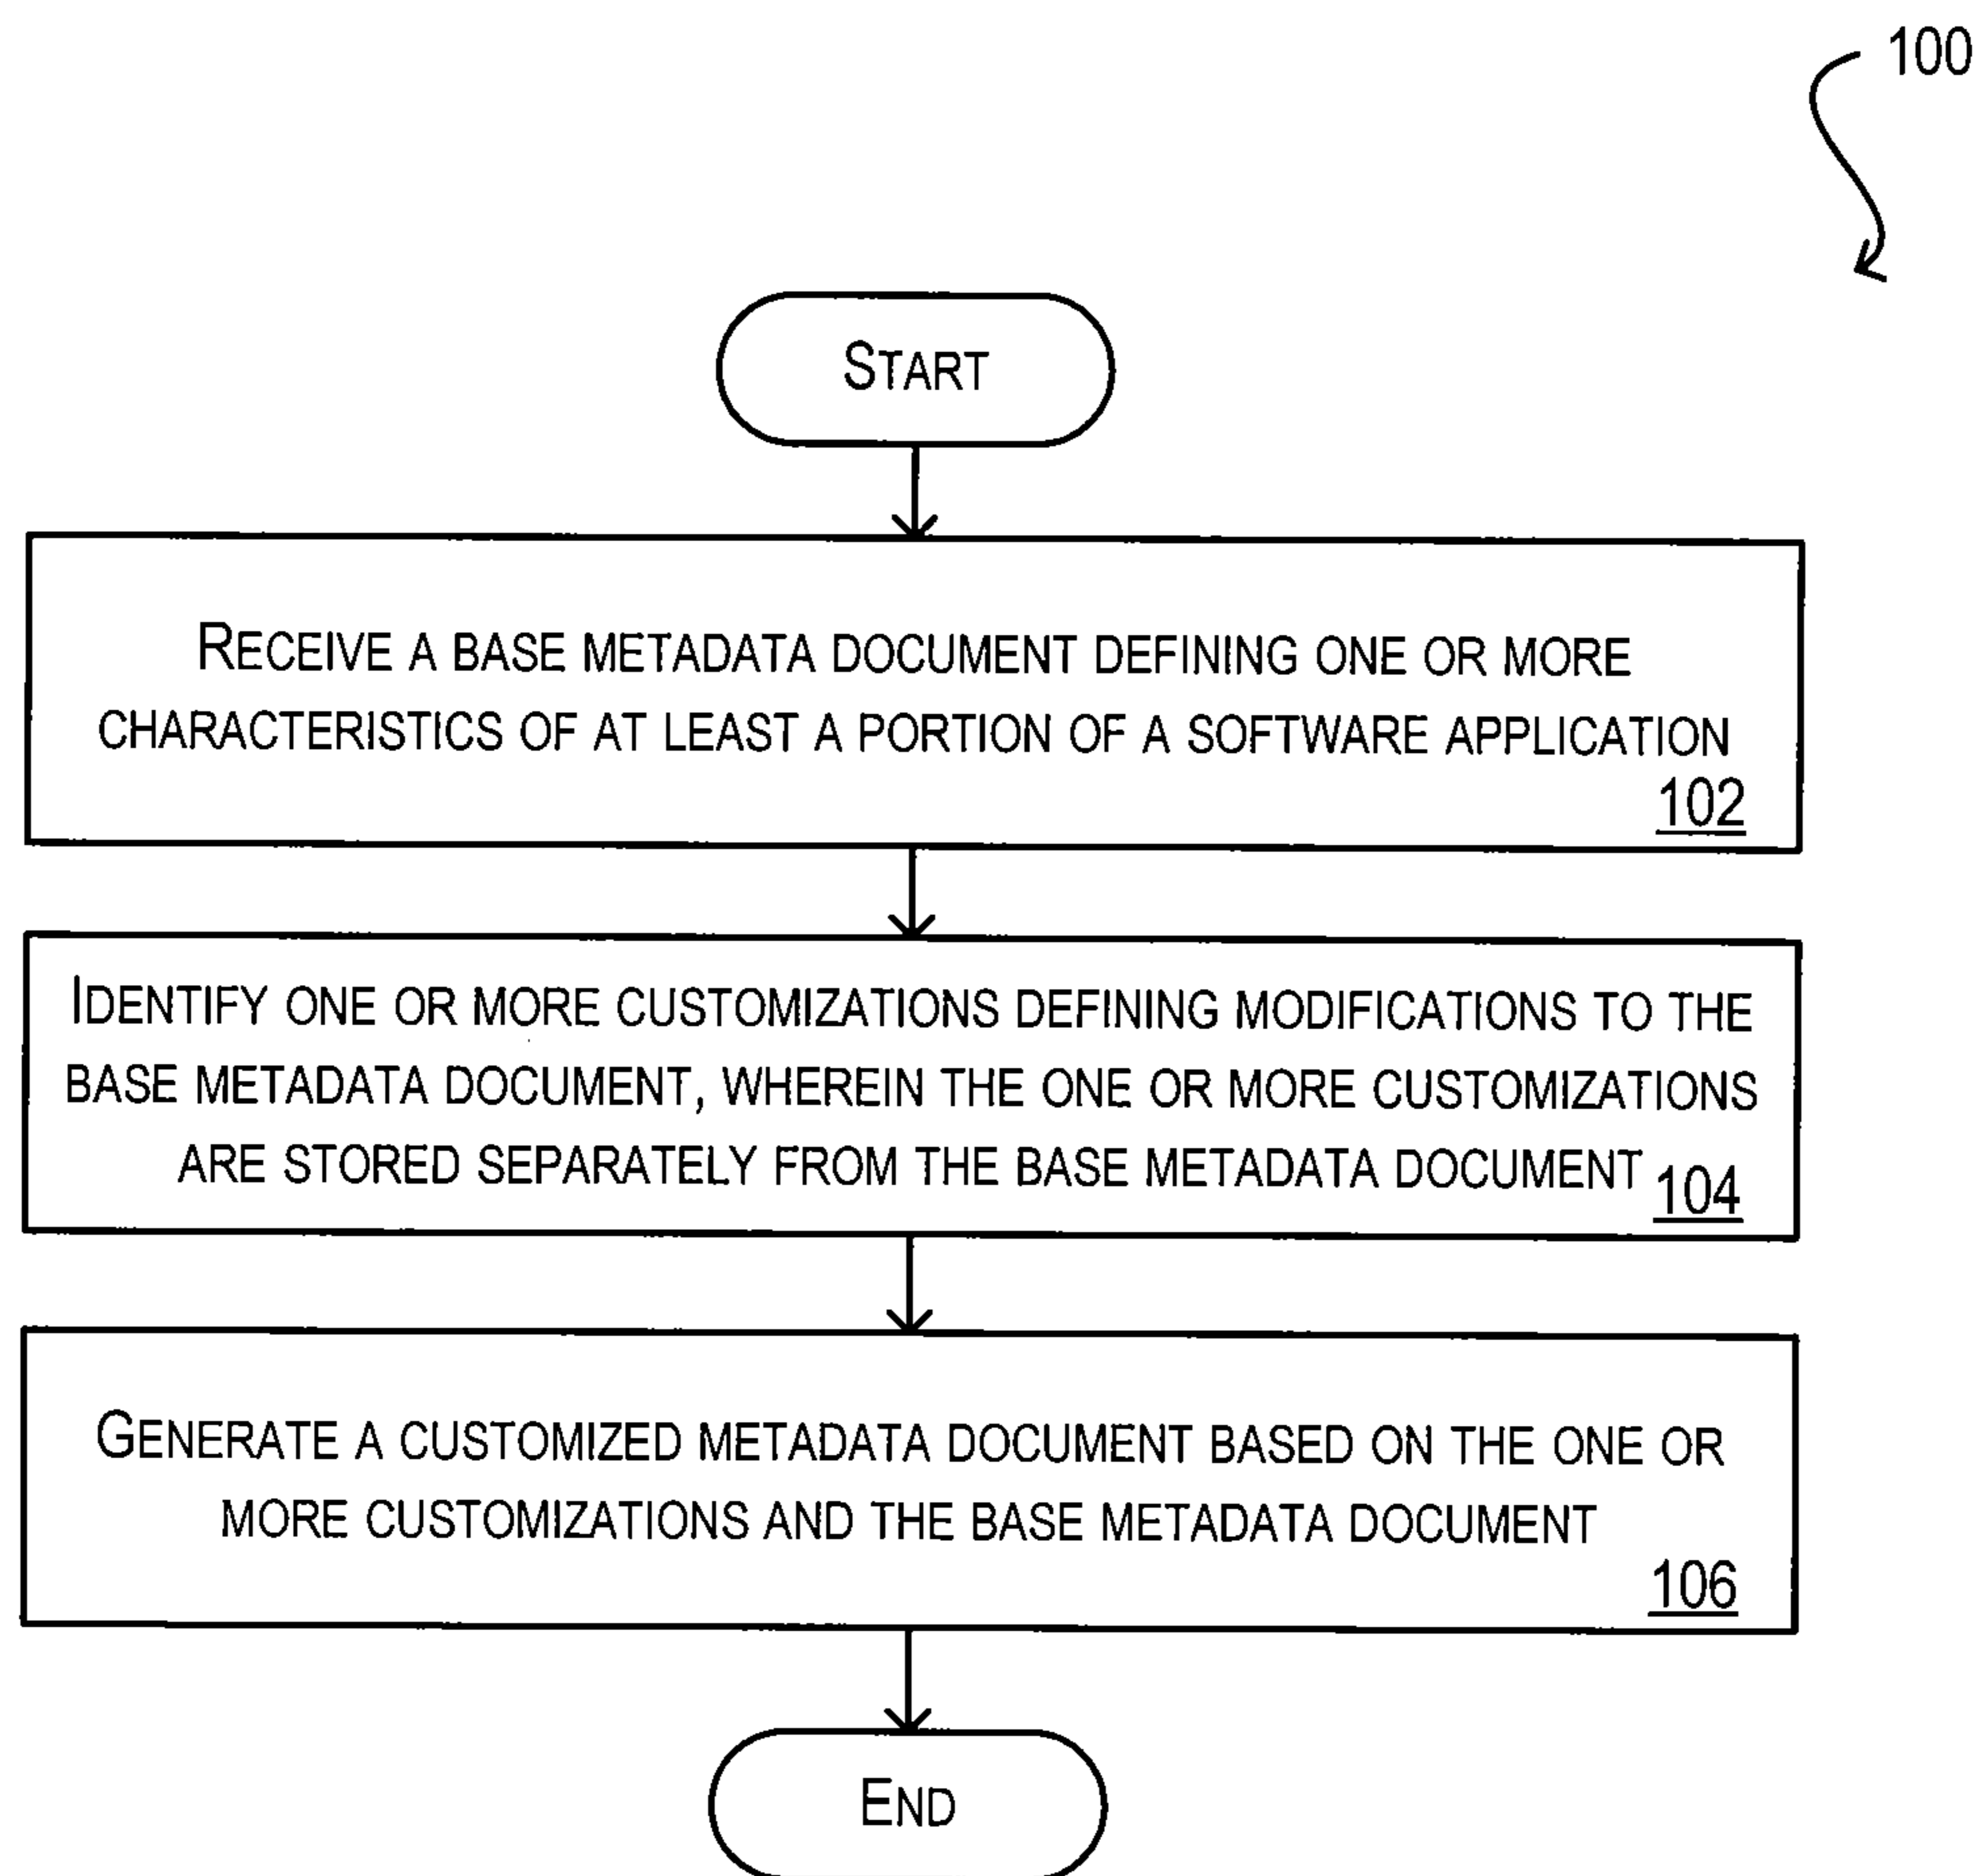 100
START
RECEIVE A BASE METADATA DOCUMENT DEFINING ONE OR MORE
CHARACTERISTICS OF AT LEAST A PORTION OF A SOFTWARE APPLICATION
102
IDENTIFY ONE OR MORE CUSTOMIZATIONS DEFINING MODIFICATIONS TO THE
BASE METADATA DOCUMENT, WHEREIN THE ONE OR MORE CUSTOMIZATIONS
ARE STORED SEPARATELY FROM THE BASE METADATA DOCUMENT
104
GENERATE A CUSTOMIZED METADATA DOCUMENT BASED ON THE ONE OR
MORE CUSTOMIZATIONS AND THE BASE METADATA DOCUMENT
106
END